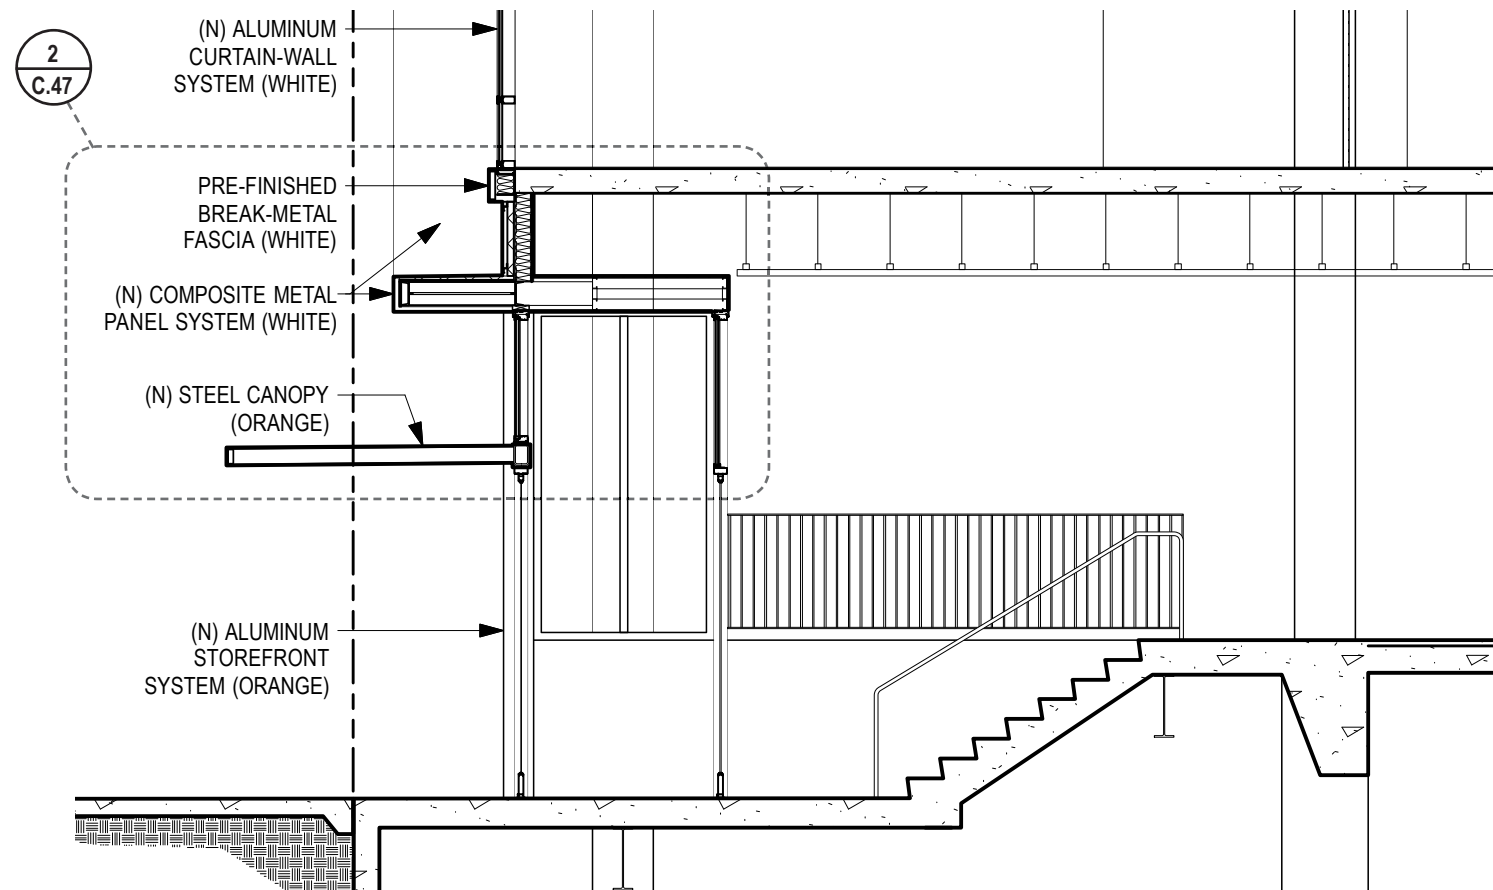 (N) ALUMINUM
CURTAIN-WALL
SYSTEM (WHITE)
2
C.47
PRE-FINISHED
BREAK-METAL
FASCIA (WHITE)
(N) COMPOSITE METAL
PANEL SYSTEM (WHITE)
(N) STEEL CANOPY
(ORANGE)
(N) ALUMINUM
STOREFRONT
SYSTEM (ORANGE)